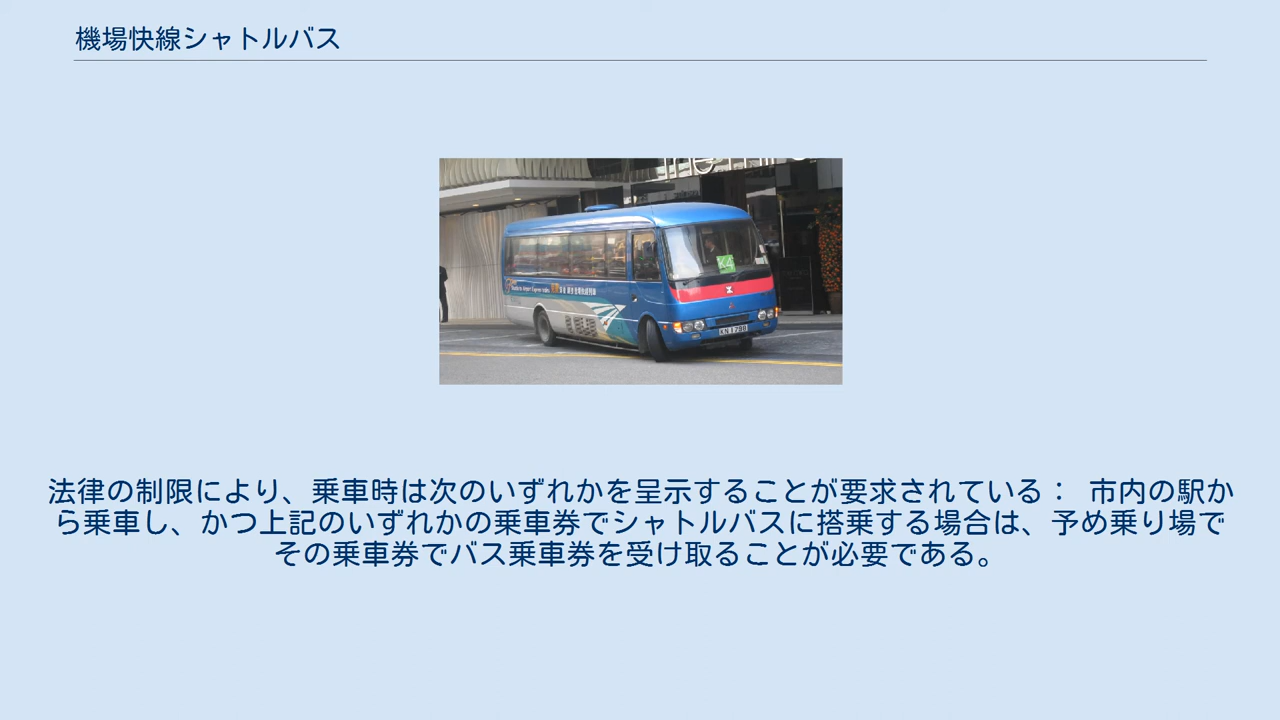 機場快線シャトルバス
K4
KN1798
法律の制限により、乗車時は次のいずれかを呈示することが要求されている： 市内の駅か
ら乗車し、かつ上記のいずれかの乗車券でシャトルバスに搭乗する場合は、予め乗り場で
その乗車券でバス乗車券を受け取ることが必要である。